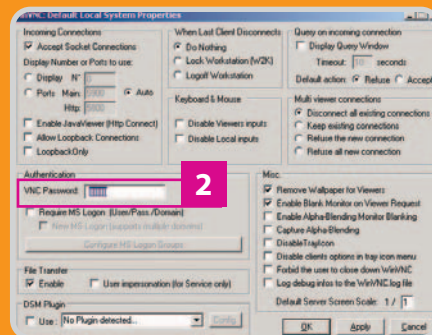 WinVNC: Default Local System Properties
Incoming Connections
Accept Socket Connections
Display Number or Ports to use:
Display N° 0
Ports Main: 5900 Auto
Http: 5800
Enable JavaViewer (Http Connect)
Allow Loopback Connections
LoopbackOnly
When Last Client Disconnects
Do Nothing
Lock Workstation (W2K)
Logoff Workstation
Query on incoming connection
Display Query Window
Timeout: 10 seconds
Default action: Refuse Accept
Keyboard & Mouse
Disable Viewers inputs
Disable Local inputs
Multi viewer connections
Disconnect all existing connections
Keep existing connections
Refuse the new connection
Refuse all new connection
Authentication
VNC Password:
2
Require MS Logon (User/Pass./Domain)
New MS Logon (supports multiple domains)
Configure MS Logon Groups
Misc.
Remove Wallpaper for Viewers
Enable Blank Monitor on Viewer Request
Enable Alpha-Blending Monitor Blanking
Capture Alpha-Blending
DisableTrayIcon
Disable clients options in tray icon menu
Forbid the user to close down WinVNC
Log debug infos to the WinVNC.log file
Default Server Screen Scale: 1 / 1
File Transfer
Enable User impersonation (for Service only)
DSM Plugin
Use : No Plugin detected... Config.
OK Apply Cancel